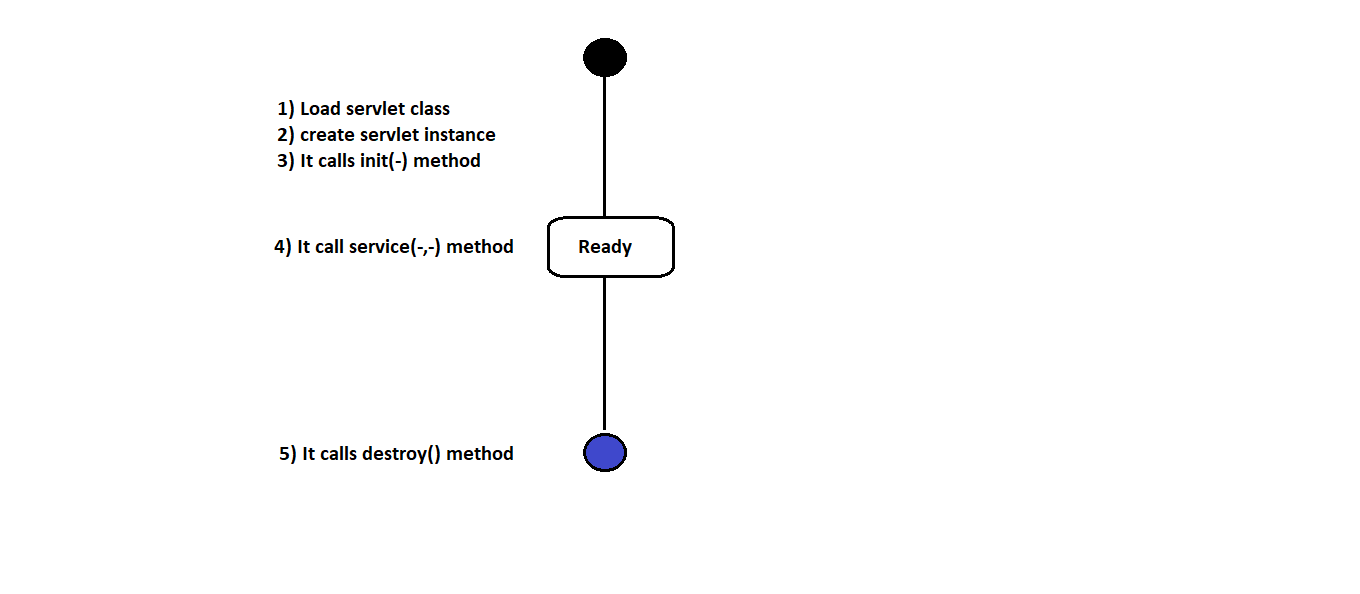 1) Load servlet class
2) create servlet instance
3) It calls init(-) method
4) It call service(-,-) method
Ready
5) It calls destroy() method